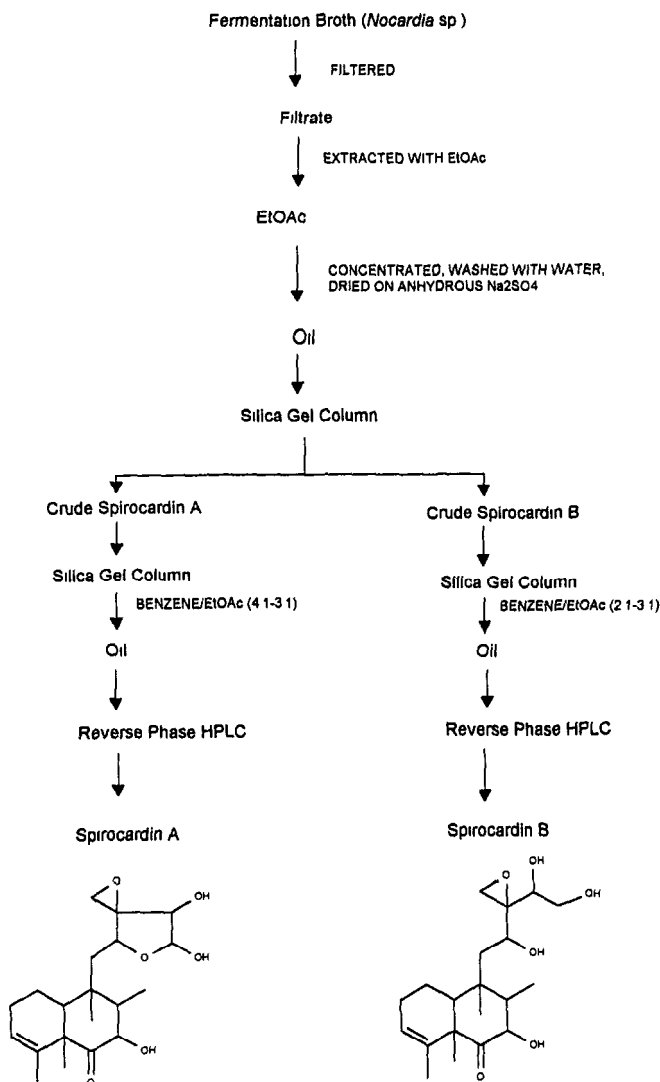 Fermentation Broth (Nocardia sp )
FILTERED
Filtrate
EXTRACTED WITH EtOAc
EtOAc
CONCENTRATED, WASHED WITH WATER,
DRIED ON ANHYDROUS Na2SO4
Oil
Silica Gel Column
Crude Spirocardin A
Crude Spirocardin B
Silica Gel Column
Silica Gel Column
BENZENE/EtOAc (4 1-3 1)
BENZENE/EtOAc (2 1-3 1)
Oil
Oil
Reverse Phase HPLC
Reverse Phase HPLC
Spirocardin A
Spirocardin B
O
OH
O
OH
OH
O
OH
OH
O
OH
OH
O